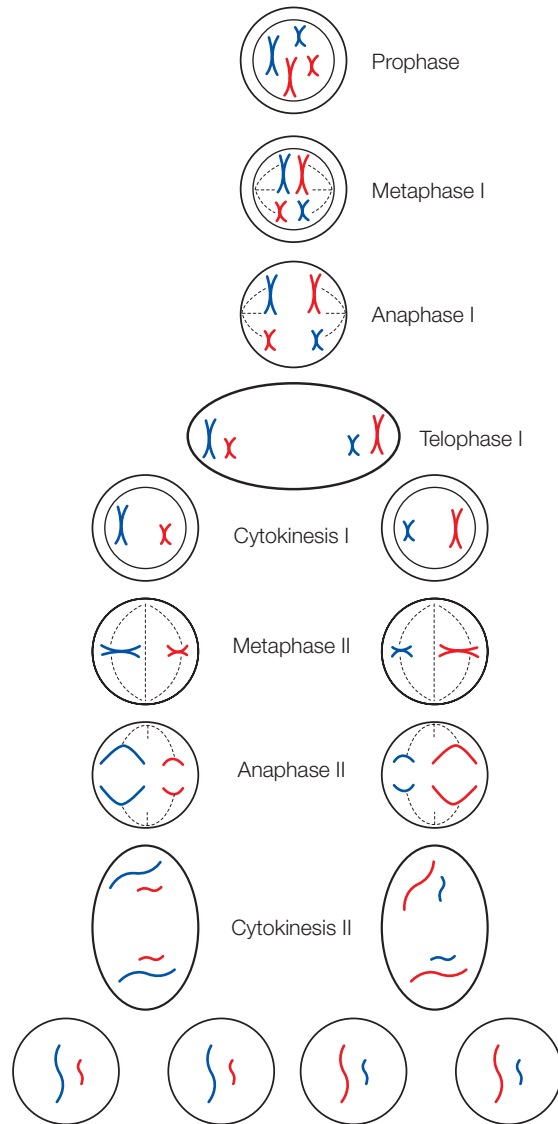 Prophase
Metaphase I
Anaphase I
Telophase I
Cytokinesis I
Metaphase II
Anaphase II
Cytokinesis II